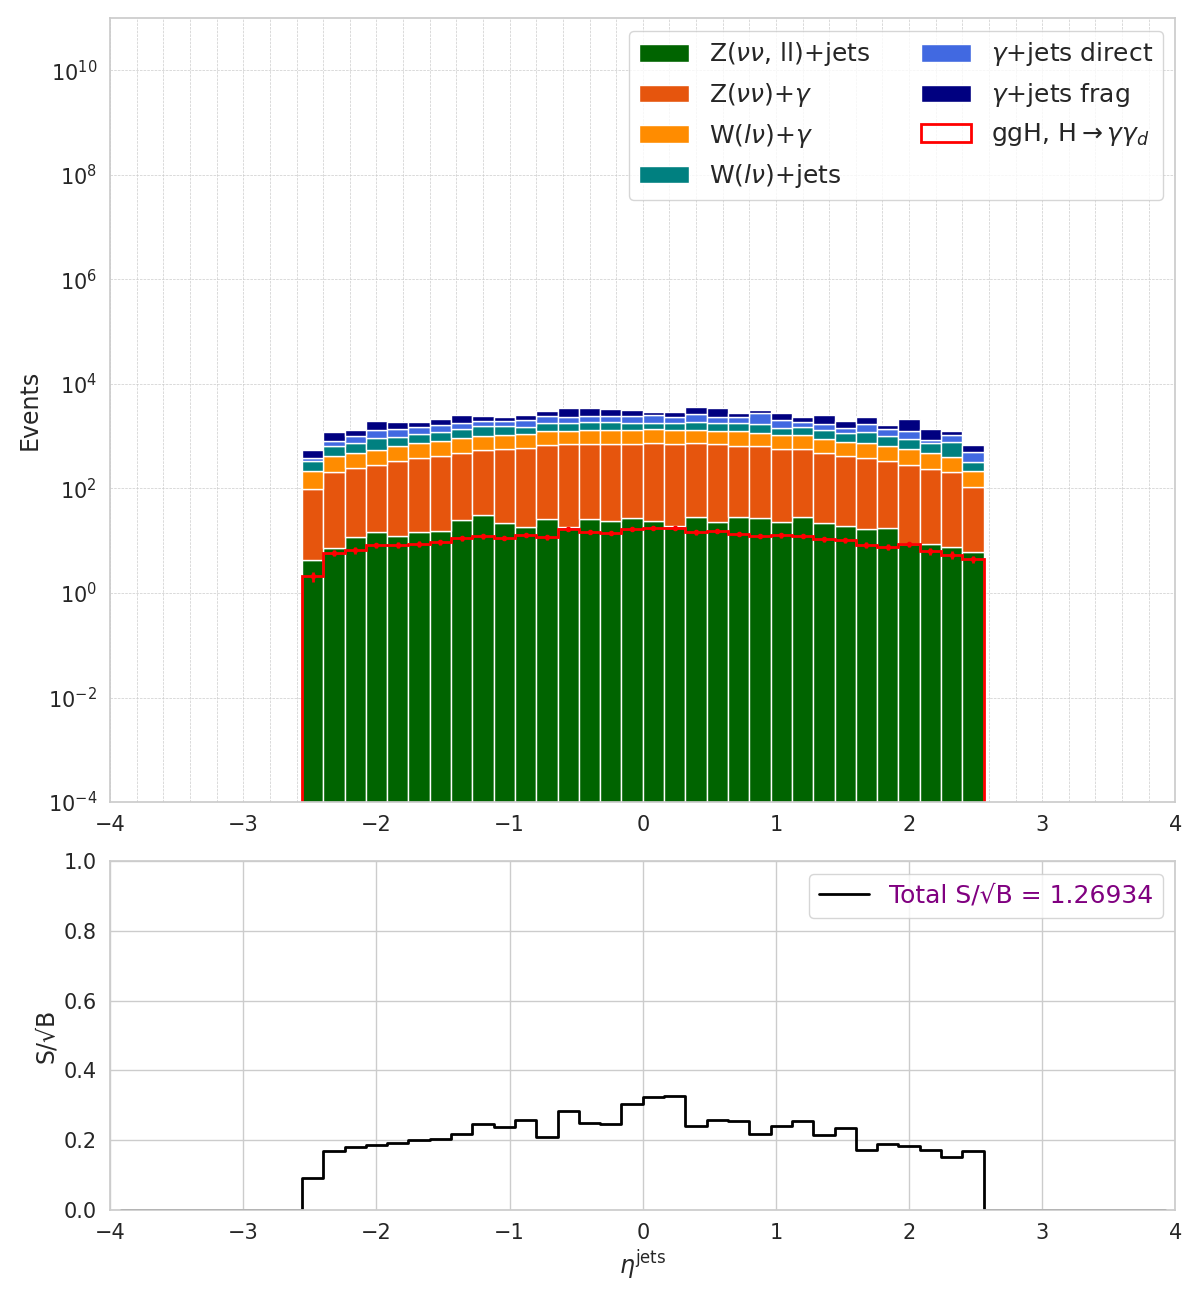 Z(νν, ll)+jets
Z(νν)+γ
W(lν)+γ
W(lν)+jets
γ+jets direct
γ+jets frag
ggH, H→γγ_d
Events
10^10
10^8
10^6
10^4
10^2
10^0
10^−2
10^−4
−4 −3 −2 −1 0 1 2 3 4
Total S/√B = 1.26934
S/√B
1.0
0.8
0.6
0.4
0.2
0.0
−4 −3 −2 −1 0 1 2 3 4
η^jets